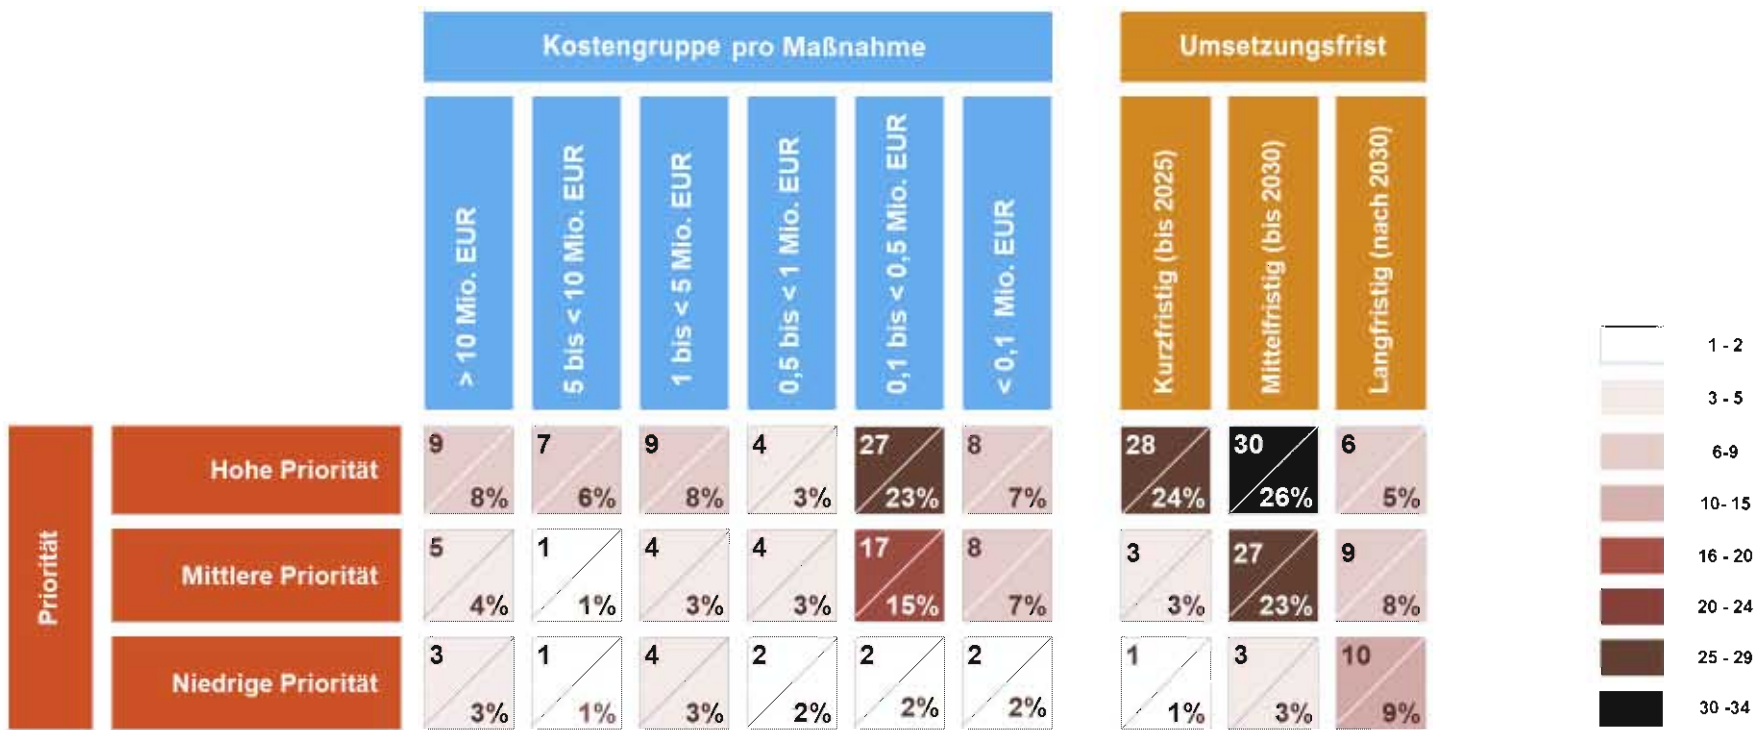 Kostengruppe pro Maßnahme
Umsetzungsfrist
> 10 Mio. EUR
5 bis < 10 Mio. EUR
1 bis < 5 Mio. EUR
0,5 bis < 1 Mio. EUR
0,1 bis < 0,5 Mio. EUR
< 0,1 Mio. EUR
Kurzfristig (bis 2025)
Mittelfristig (bis 2030)
Langfristig (nach 2030)
Priorität
Hohe Priorität
9 7 9 4 27 8 28 30 6
8% 6% 8% 3% 23% 7% 24% 26% 5%
Mittlere Priorität
5 1 4 4 17 8 3 27 9
4% 1% 3% 3% 15% 7% 3% 23% 8%
Niedrige Priorität
3 1 4 2 2 2 1 3 10
3% 1% 3% 2% 2% 2% 1% 3% 9%
1 - 2
3 - 5
6-9
10- 15
16 - 20
20 - 24
25 - 29
30 -34